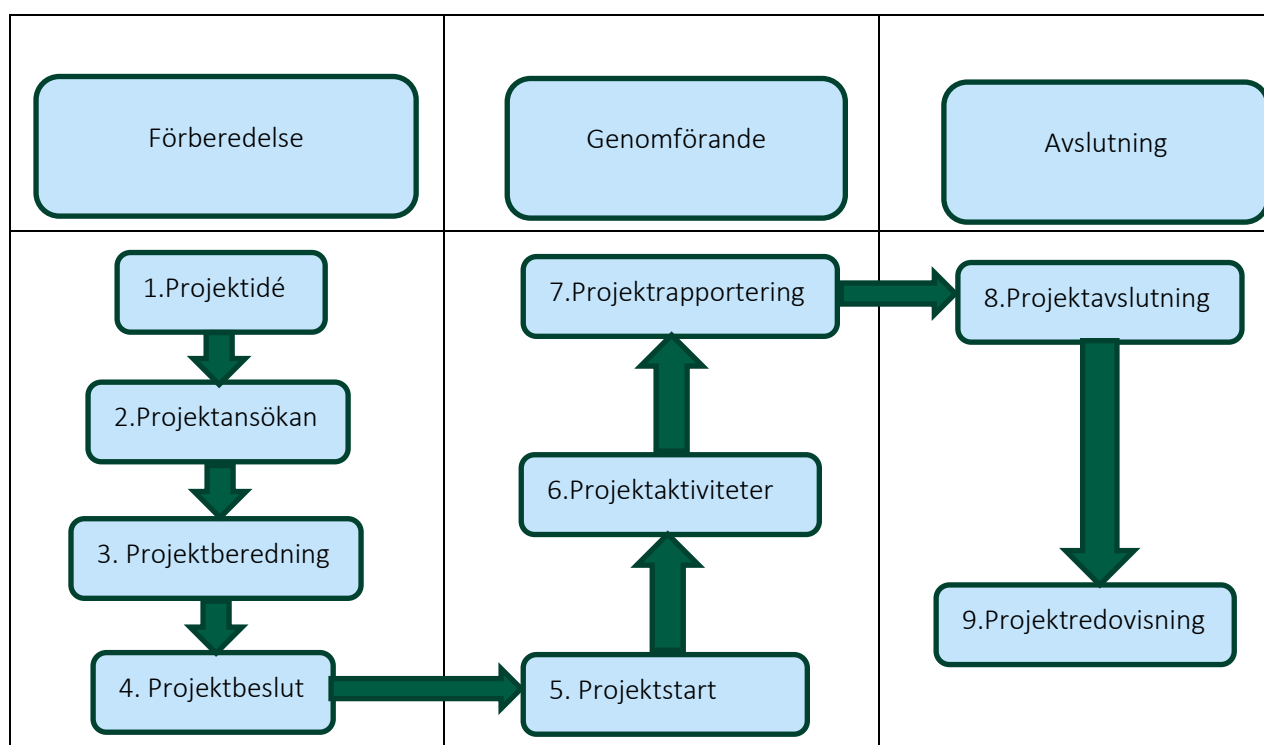 Förberedelse
Genomförande
Avslutning
1.Projektidé
2.Projektansökan
3. Projektberedning
4. Projektbeslut
5. Projektstart
6.Projektaktiviteter
7.Projektrapportering
8.Projektavslutning
9.Projektredovisning